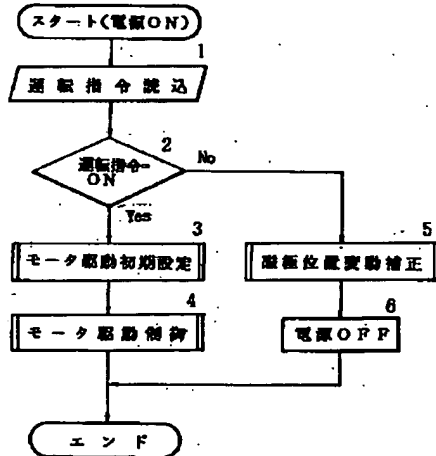 スタート(電源ON)
1
運転指令読込
2
運転指令=
ON
No
Yes
3
モータ駆動初期設定
5
磁極位置変動補正
4
モータ駆動制御
6
電源OFF
エンド